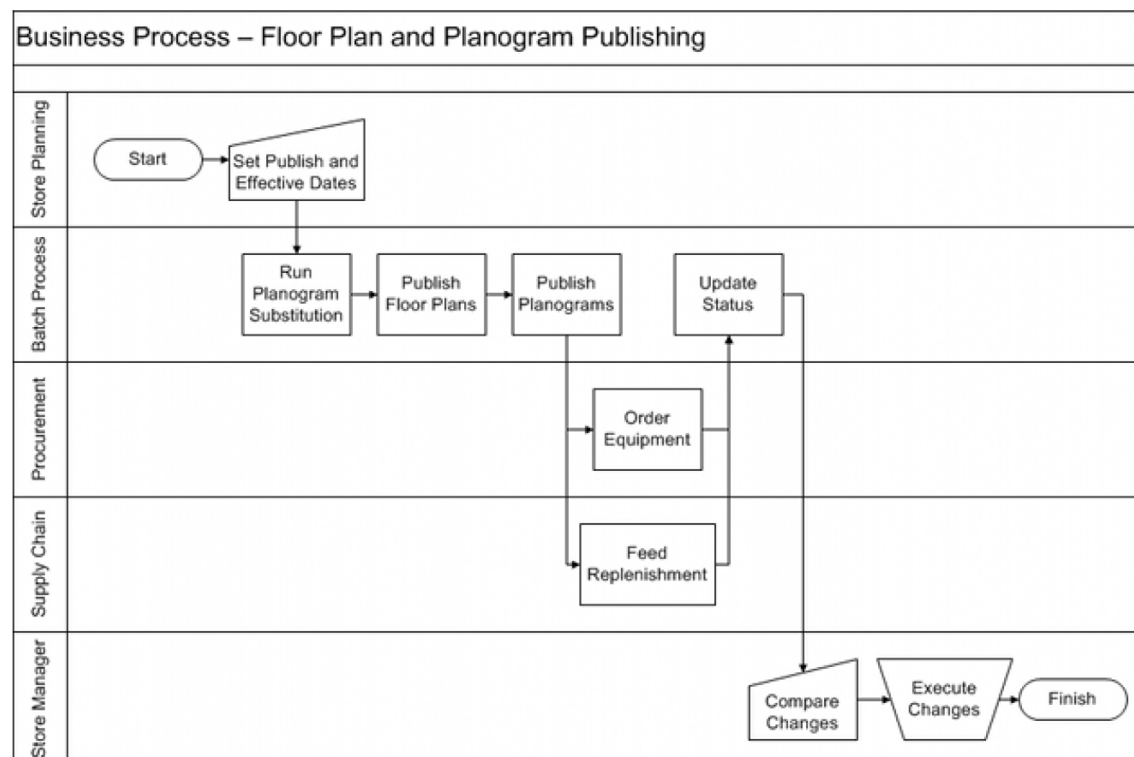 Business Process – Floor Plan and Planogram Publishing
Store Planning
Start
Set Publish and
Effective Dates
Batch Process
Run
Planogram
Substitution
Publish
Floor Plans
Publish
Planograms
Update
Status
Procurement
Order
Equipment
Supply Chain
Feed
Replenishment
Store Manager
Compare
Changes
Execute
Changes
Finish